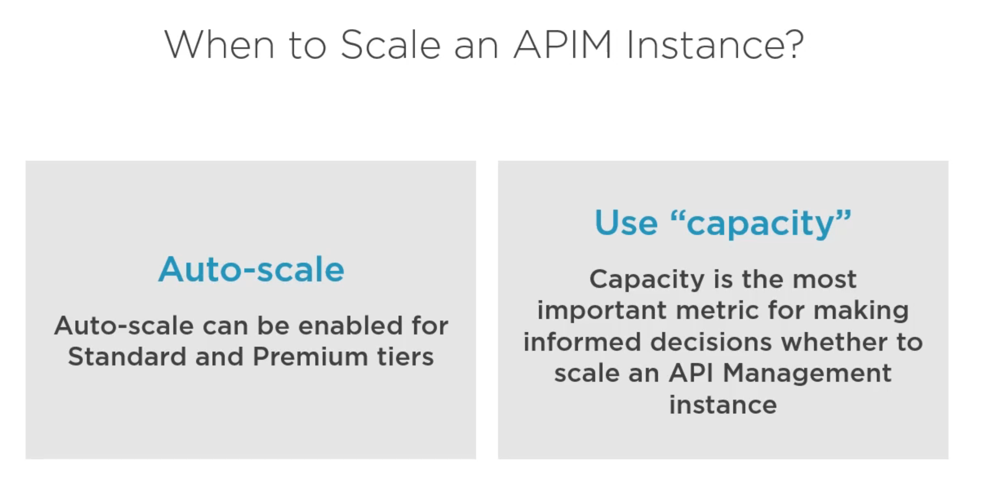 When to Scale an APIM Instance?
Auto-scale
Auto-scale can be enabled for
Standard and Premium tiers
Use “capacity”
Capacity is the most
important metric for making
informed decisions whether to
scale an API Management
instance